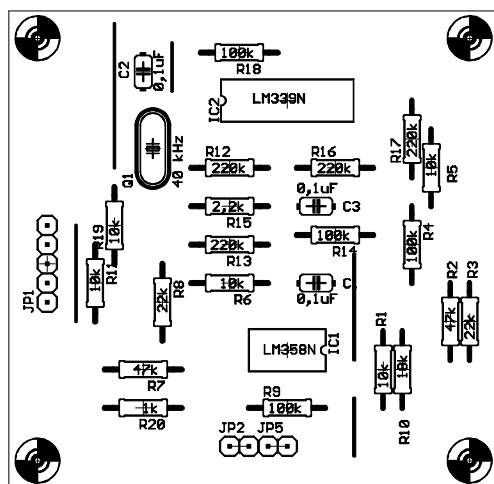 C2
0,1uF
100k
R18
IC2
LM339N
Q1
40 kHz
R12
220k
R16
220k
R17
220k
10k
R5
2,2k
R15
0,1uF
C3
R19
10k
R11
10k
220k
R13
100k
R14
100k
R4
JP1
22k
R8
10k
R6
C1
0,1uF
R2
R3
47k
22k
LM358N
IC1
R1
10k
18k
R10
47k
R7
1k
R20
R9
100k
JP2
JP5